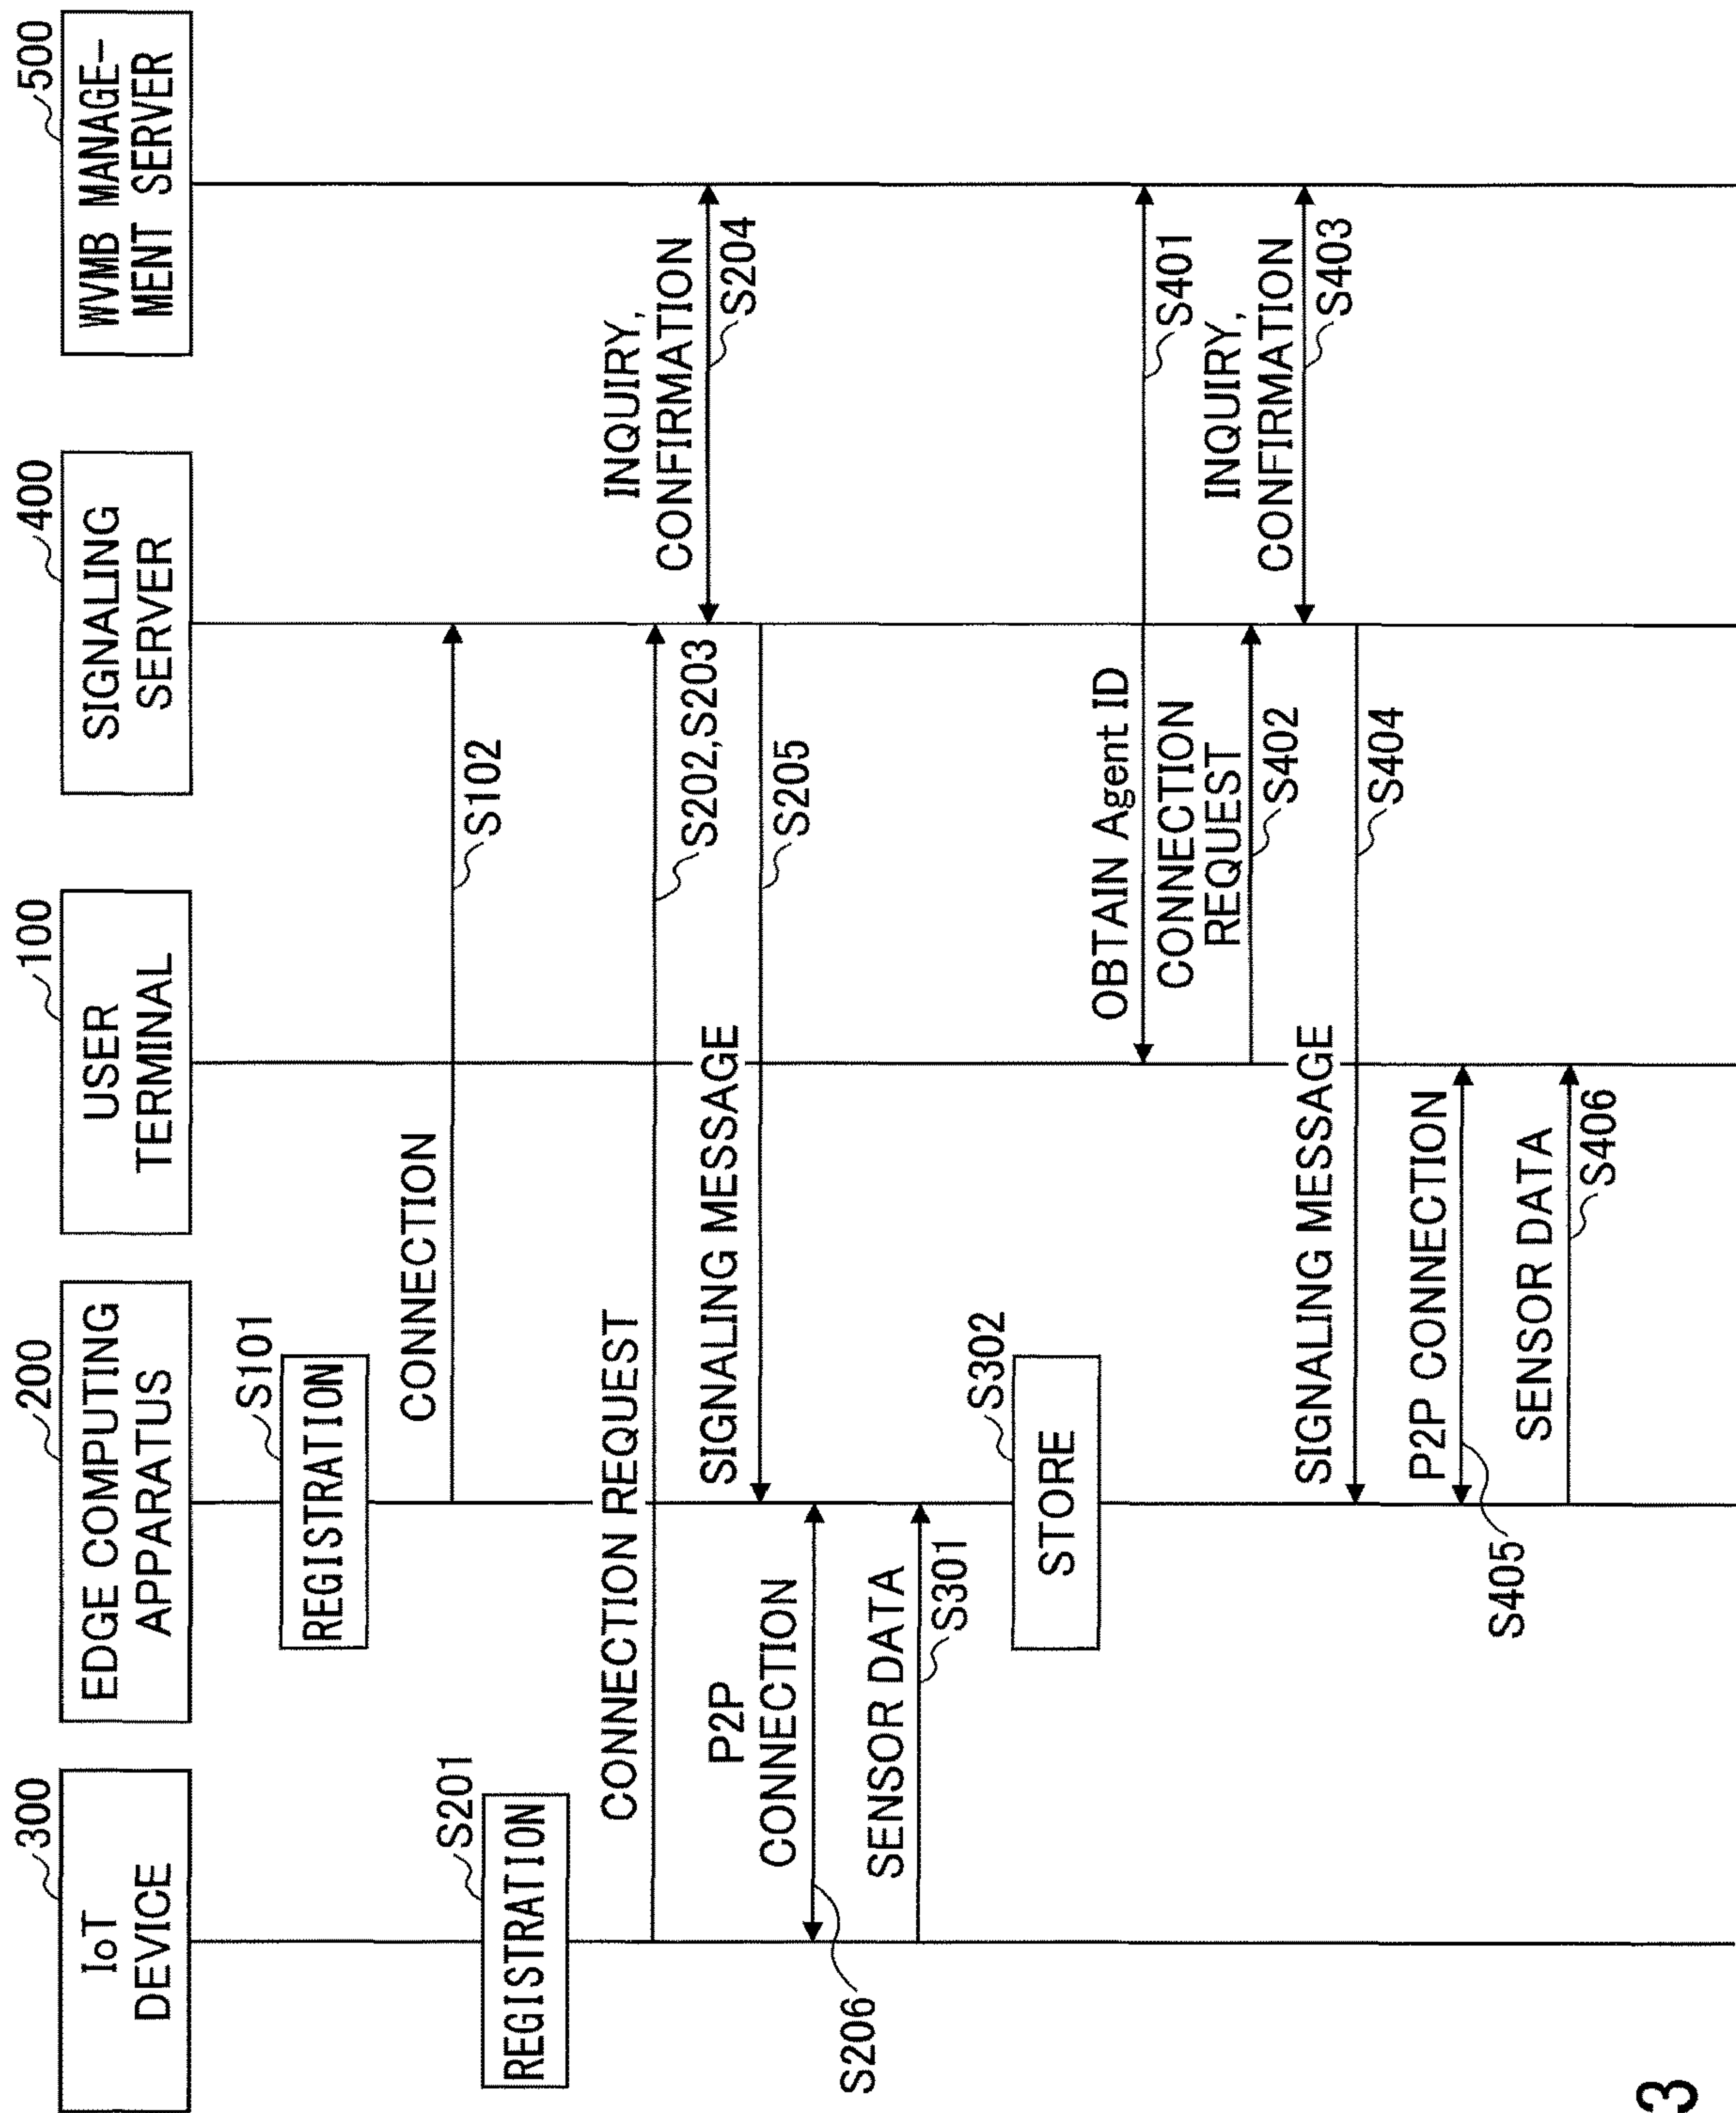 300
IoT
DEVICE
200
EDGE COMPUTING
APPARATUS
100
USER
TERMINAL
400
SIGNALING
SERVER
500
WVMB MANAGE-
MENT SERVER
S101
REGISTRATION
CONNECTION
S102
S201
REGISTRATION
CONNECTION REQUEST
S202,S203
INQUIRY,
CONFIRMATION
S204
SIGNALING MESSAGE
S205
P2P
CONNECTION
S206
SENSOR DATA
S301
S302
STORE
OBTAIN Agent ID
S401
CONNECTION
REQUEST
S402
INQUIRY,
CONFIRMATION
S403
SIGNALING MESSAGE
S404
P2P CONNECTION
S405
SENSOR DATA
S406
3